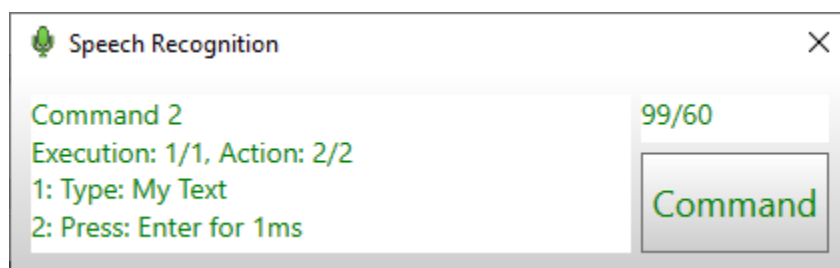 Speech Recognition
Command 2
99/60
Execution: 1/1, Action: 2/2
1: Type: My Text
2: Press: Enter for 1ms
Command